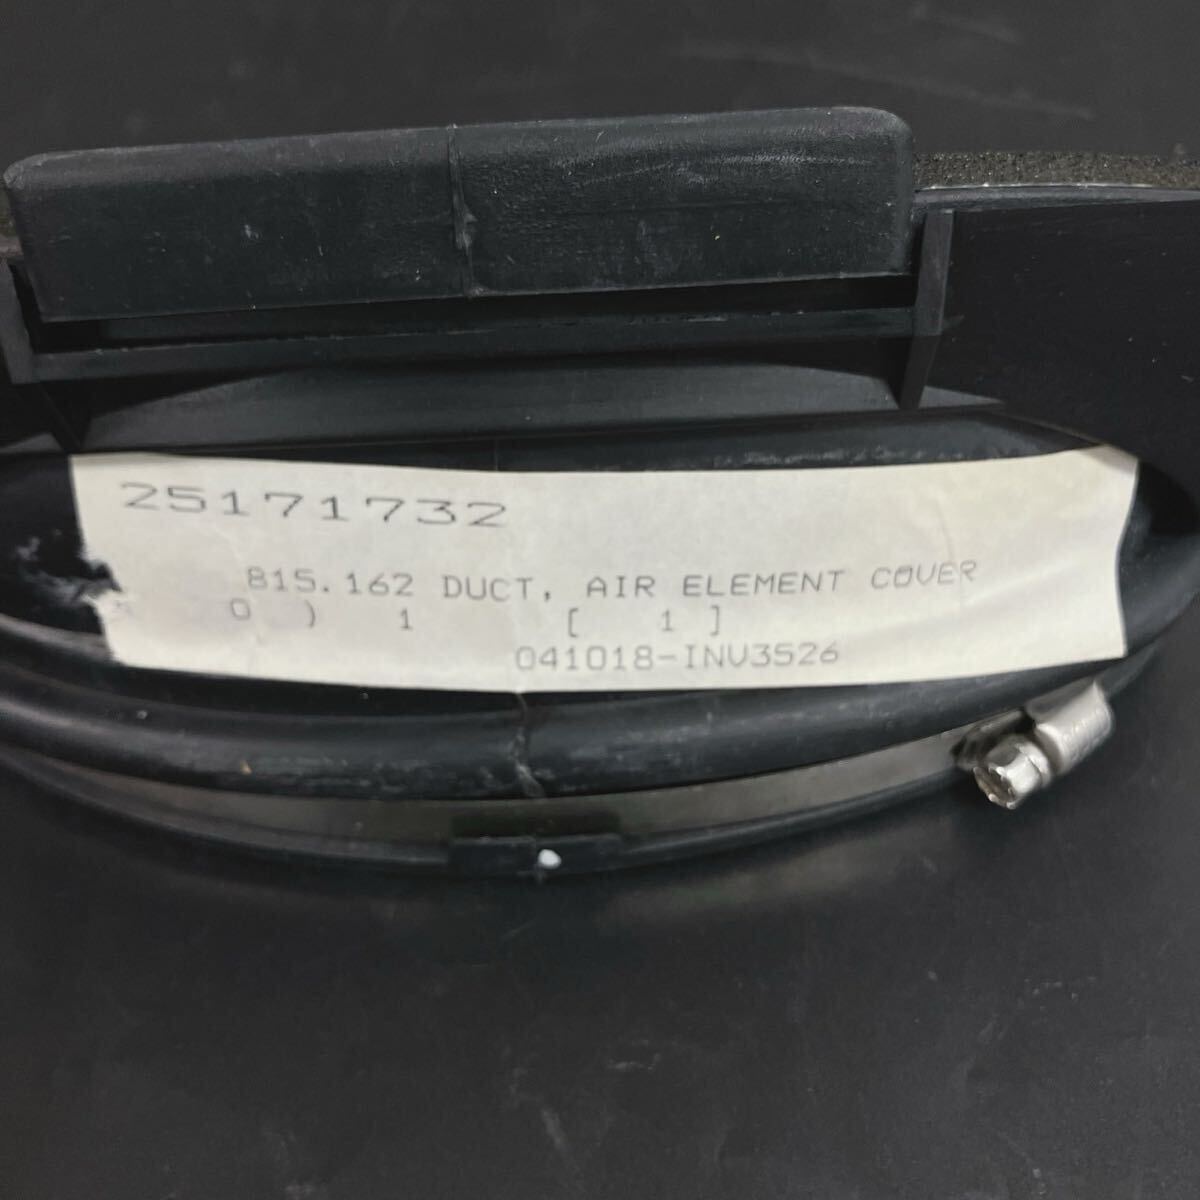 25171732
815.162 DUCT, AIR ELEMENT COVER
0 ) 1 [ 1 ]
041018-INV3526